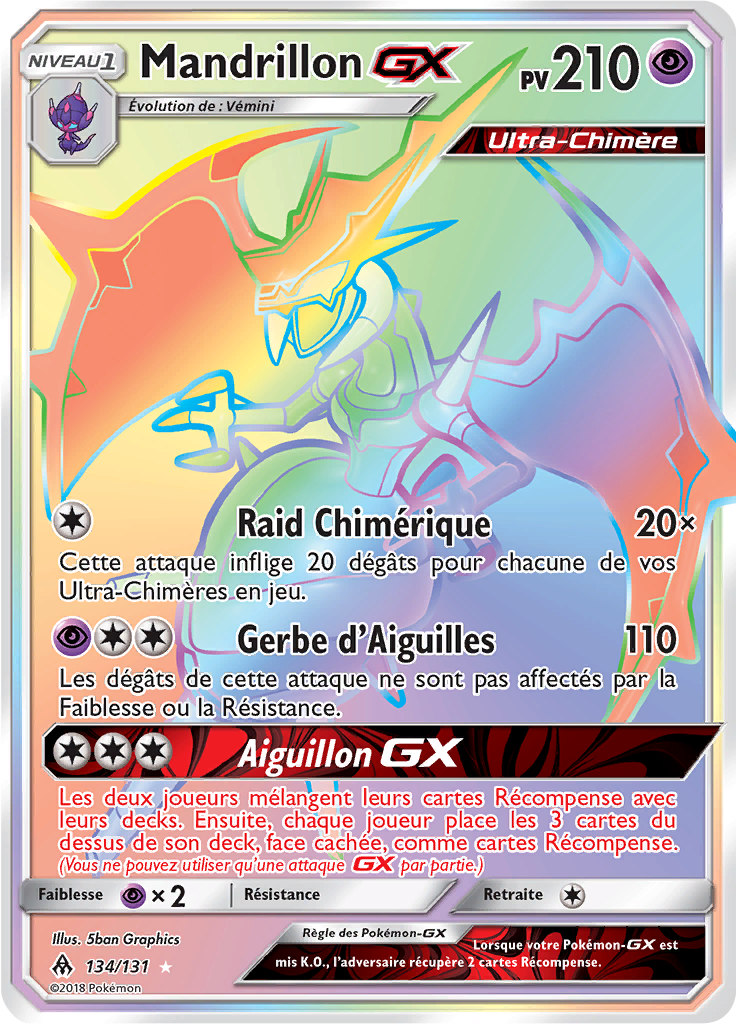 NIVEAU 1
Mandrillon GX
PV 210
Évolution de : Vémini
Ultra-Chimère
Raid Chimérique 20×
Cette attaque inflige 20 dégâts pour chacune de vos
Ultra-Chimères en jeu.
Gerbe d'Aiguilles 110
Les dégâts de cette attaque ne sont pas affectés par la
Faiblesse ou la Résistance.
Aiguillon GX
Les deux joueurs mélangent leurs cartes Récompense avec
leurs decks. Ensuite, chaque joueur place les 3 cartes du
dessus de son deck, face cachée, comme cartes Récompense.
(Vous ne pouvez utiliser qu'une attaque GX par partie.)
Faiblesse × 2 Résistance Retraite
Illus. 5ban Graphics
134/131
©2018 Pokémon
Règle des Pokémon-GX
Lorsque votre Pokémon-GX est
mis K.O., l'adversaire récupère 2 cartes Récompense.